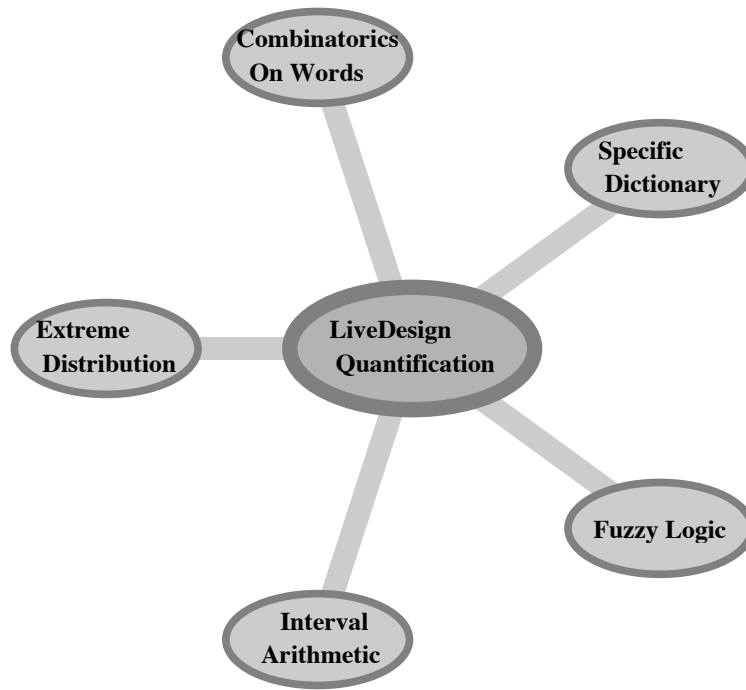 Combinatorics
On Words
Specific
Dictionary
Extreme
Distribution
LiveDesign
Quantification
Fuzzy Logic
Interval
Arithmetic